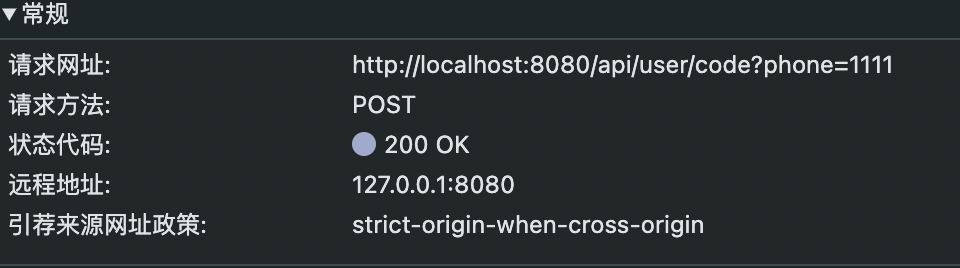 ▼常规
请求网址: http://localhost:8080/api/user/code?phone=1111
请求方法: POST
状态代码: 200 OK
远程地址: 127.0.0.1:8080
引荐来源网址政策: strict-origin-when-cross-origin